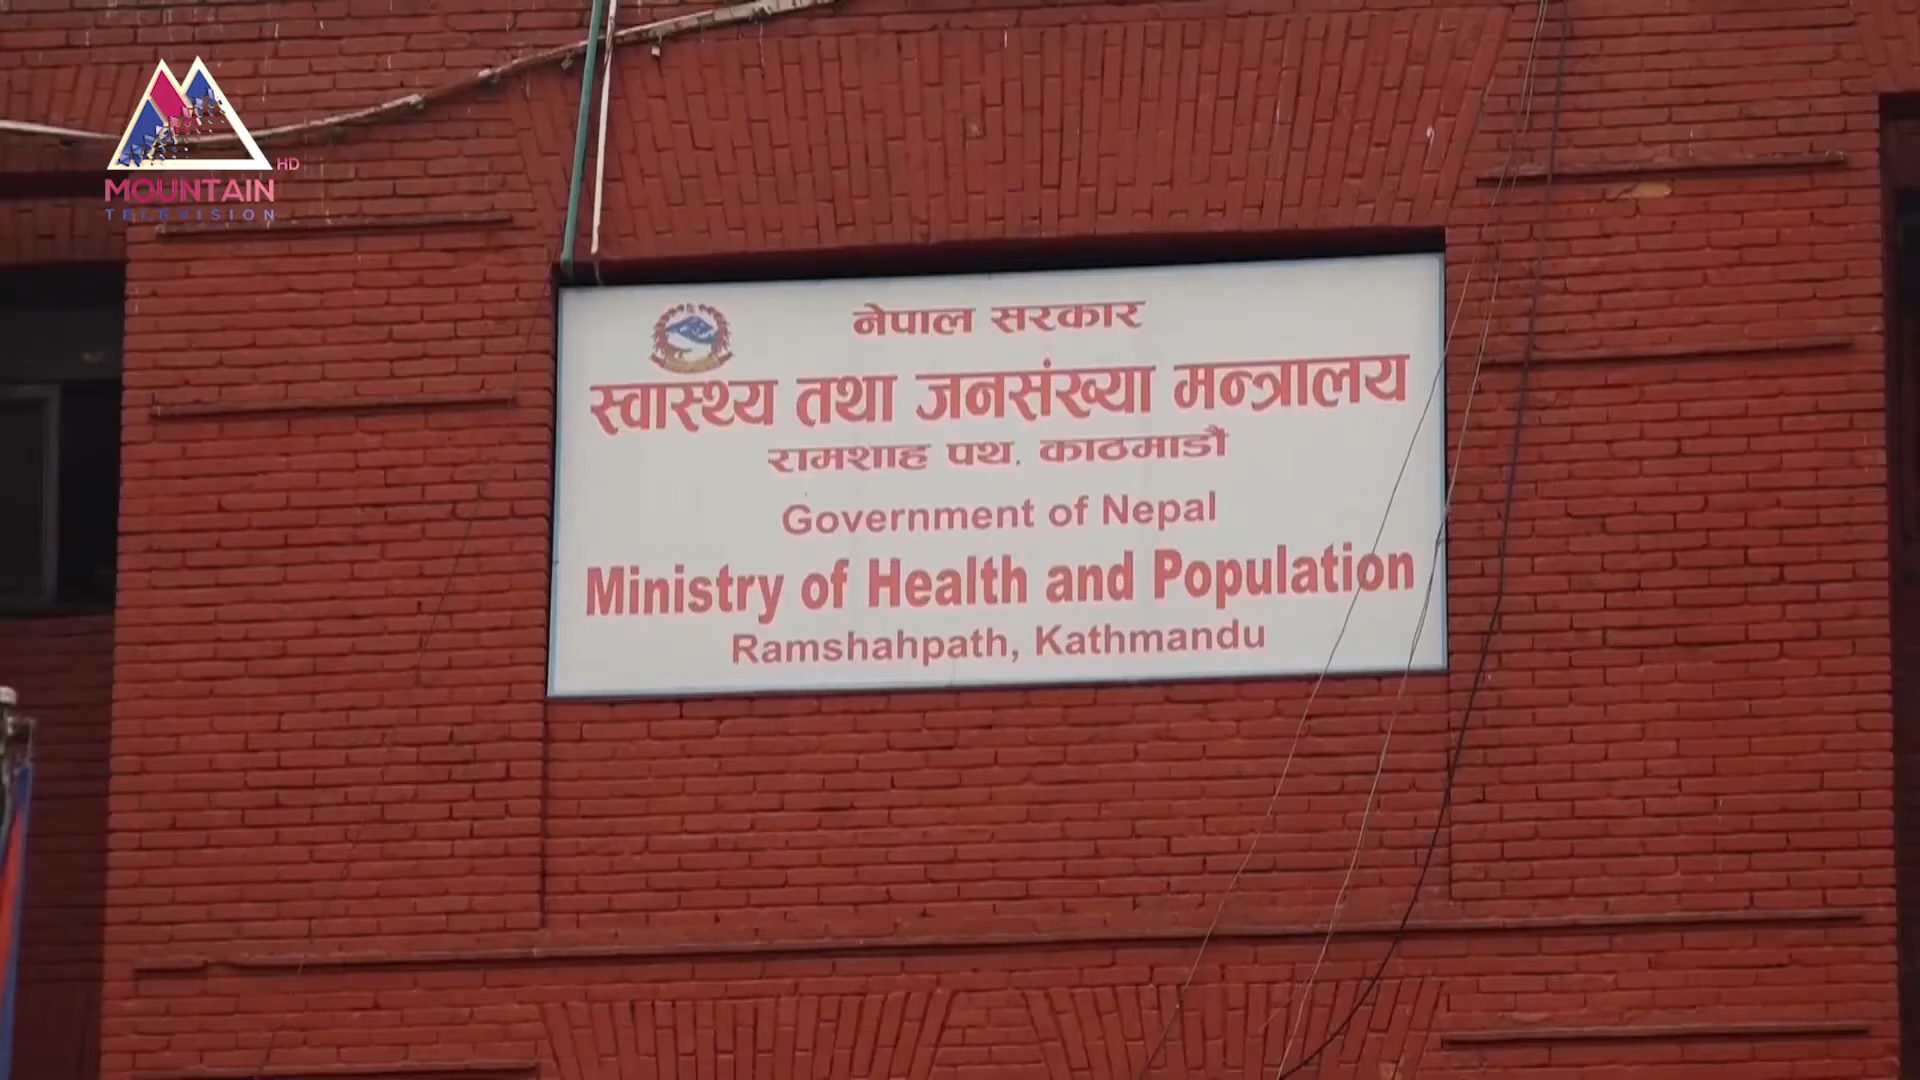 HD
MOUNTAIN
TELEVISION
नेपाल सरकार
स्वास्थ्य तथा जनसंख्या मन्त्रालय
रामशाह पथ, काठमाडौं
Government of Nepal
Ministry of Health and Population
Ramshahpath, Kathmandu